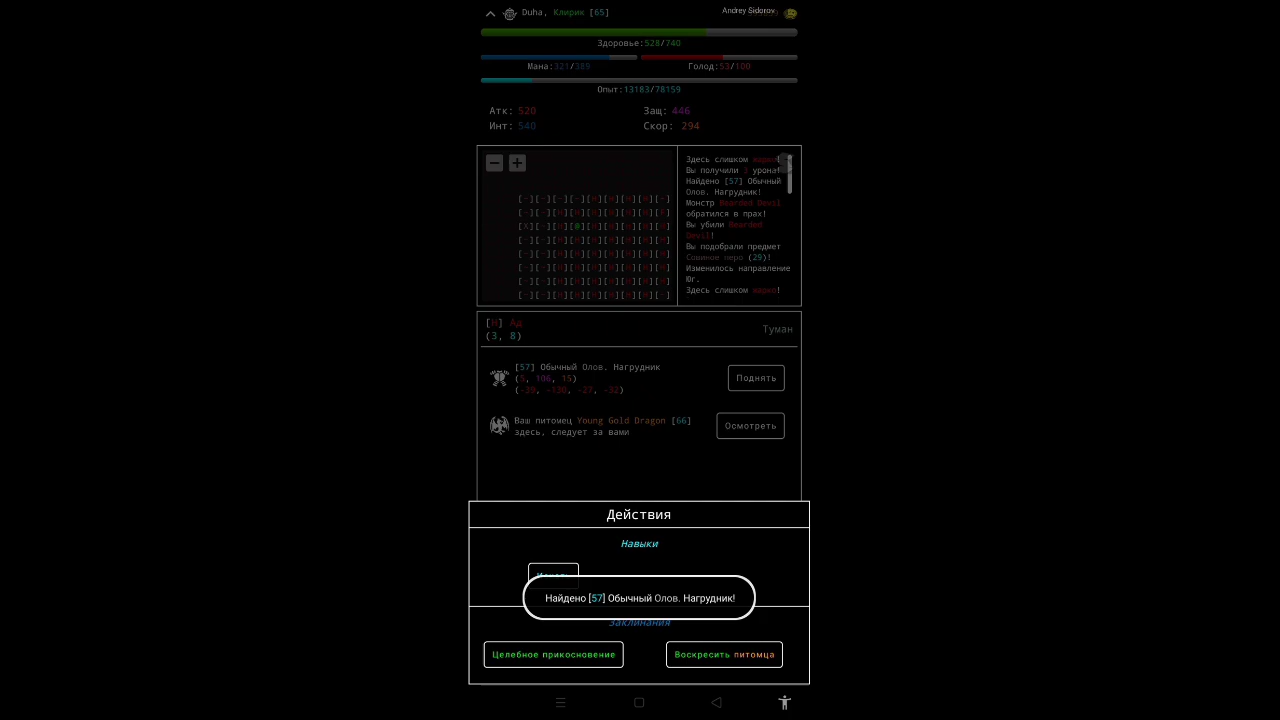 Duha, Клирик [65]
Andrey Sidorov
Здоровье:528/740
Мана:321/389
Голод:53/100
Опыт:13183/78159
Атк: 520
Защ: 446
Инт: 540
Скор: 294
Здесь слишком жарко!
Вы получили 3 урона!
Найдено [57] Обычный
Олов. Нагрудник!
Монстр Bearded Devil
обратился в прах!
Вы убили Bearded
Devil!
Вы подобрали предмет
Совиное перо (29)!
Изменилось направление
Юг.
Здесь слишком жарко!
[H] Ад
(3, 8)
Туман
[57] Обычный Олов. Нагрудник
(5, 106, 15)
(-39, -130, -27, -32)
Поднять
Ваш питомец Young Gold Dragon [66]
здесь, следует за вами
Осмотреть
Действия
Навыки
Найдено [57] Обычный Олов. Нагрудник!
Заклинания
Целебное прикосновение
Воскресить питомца